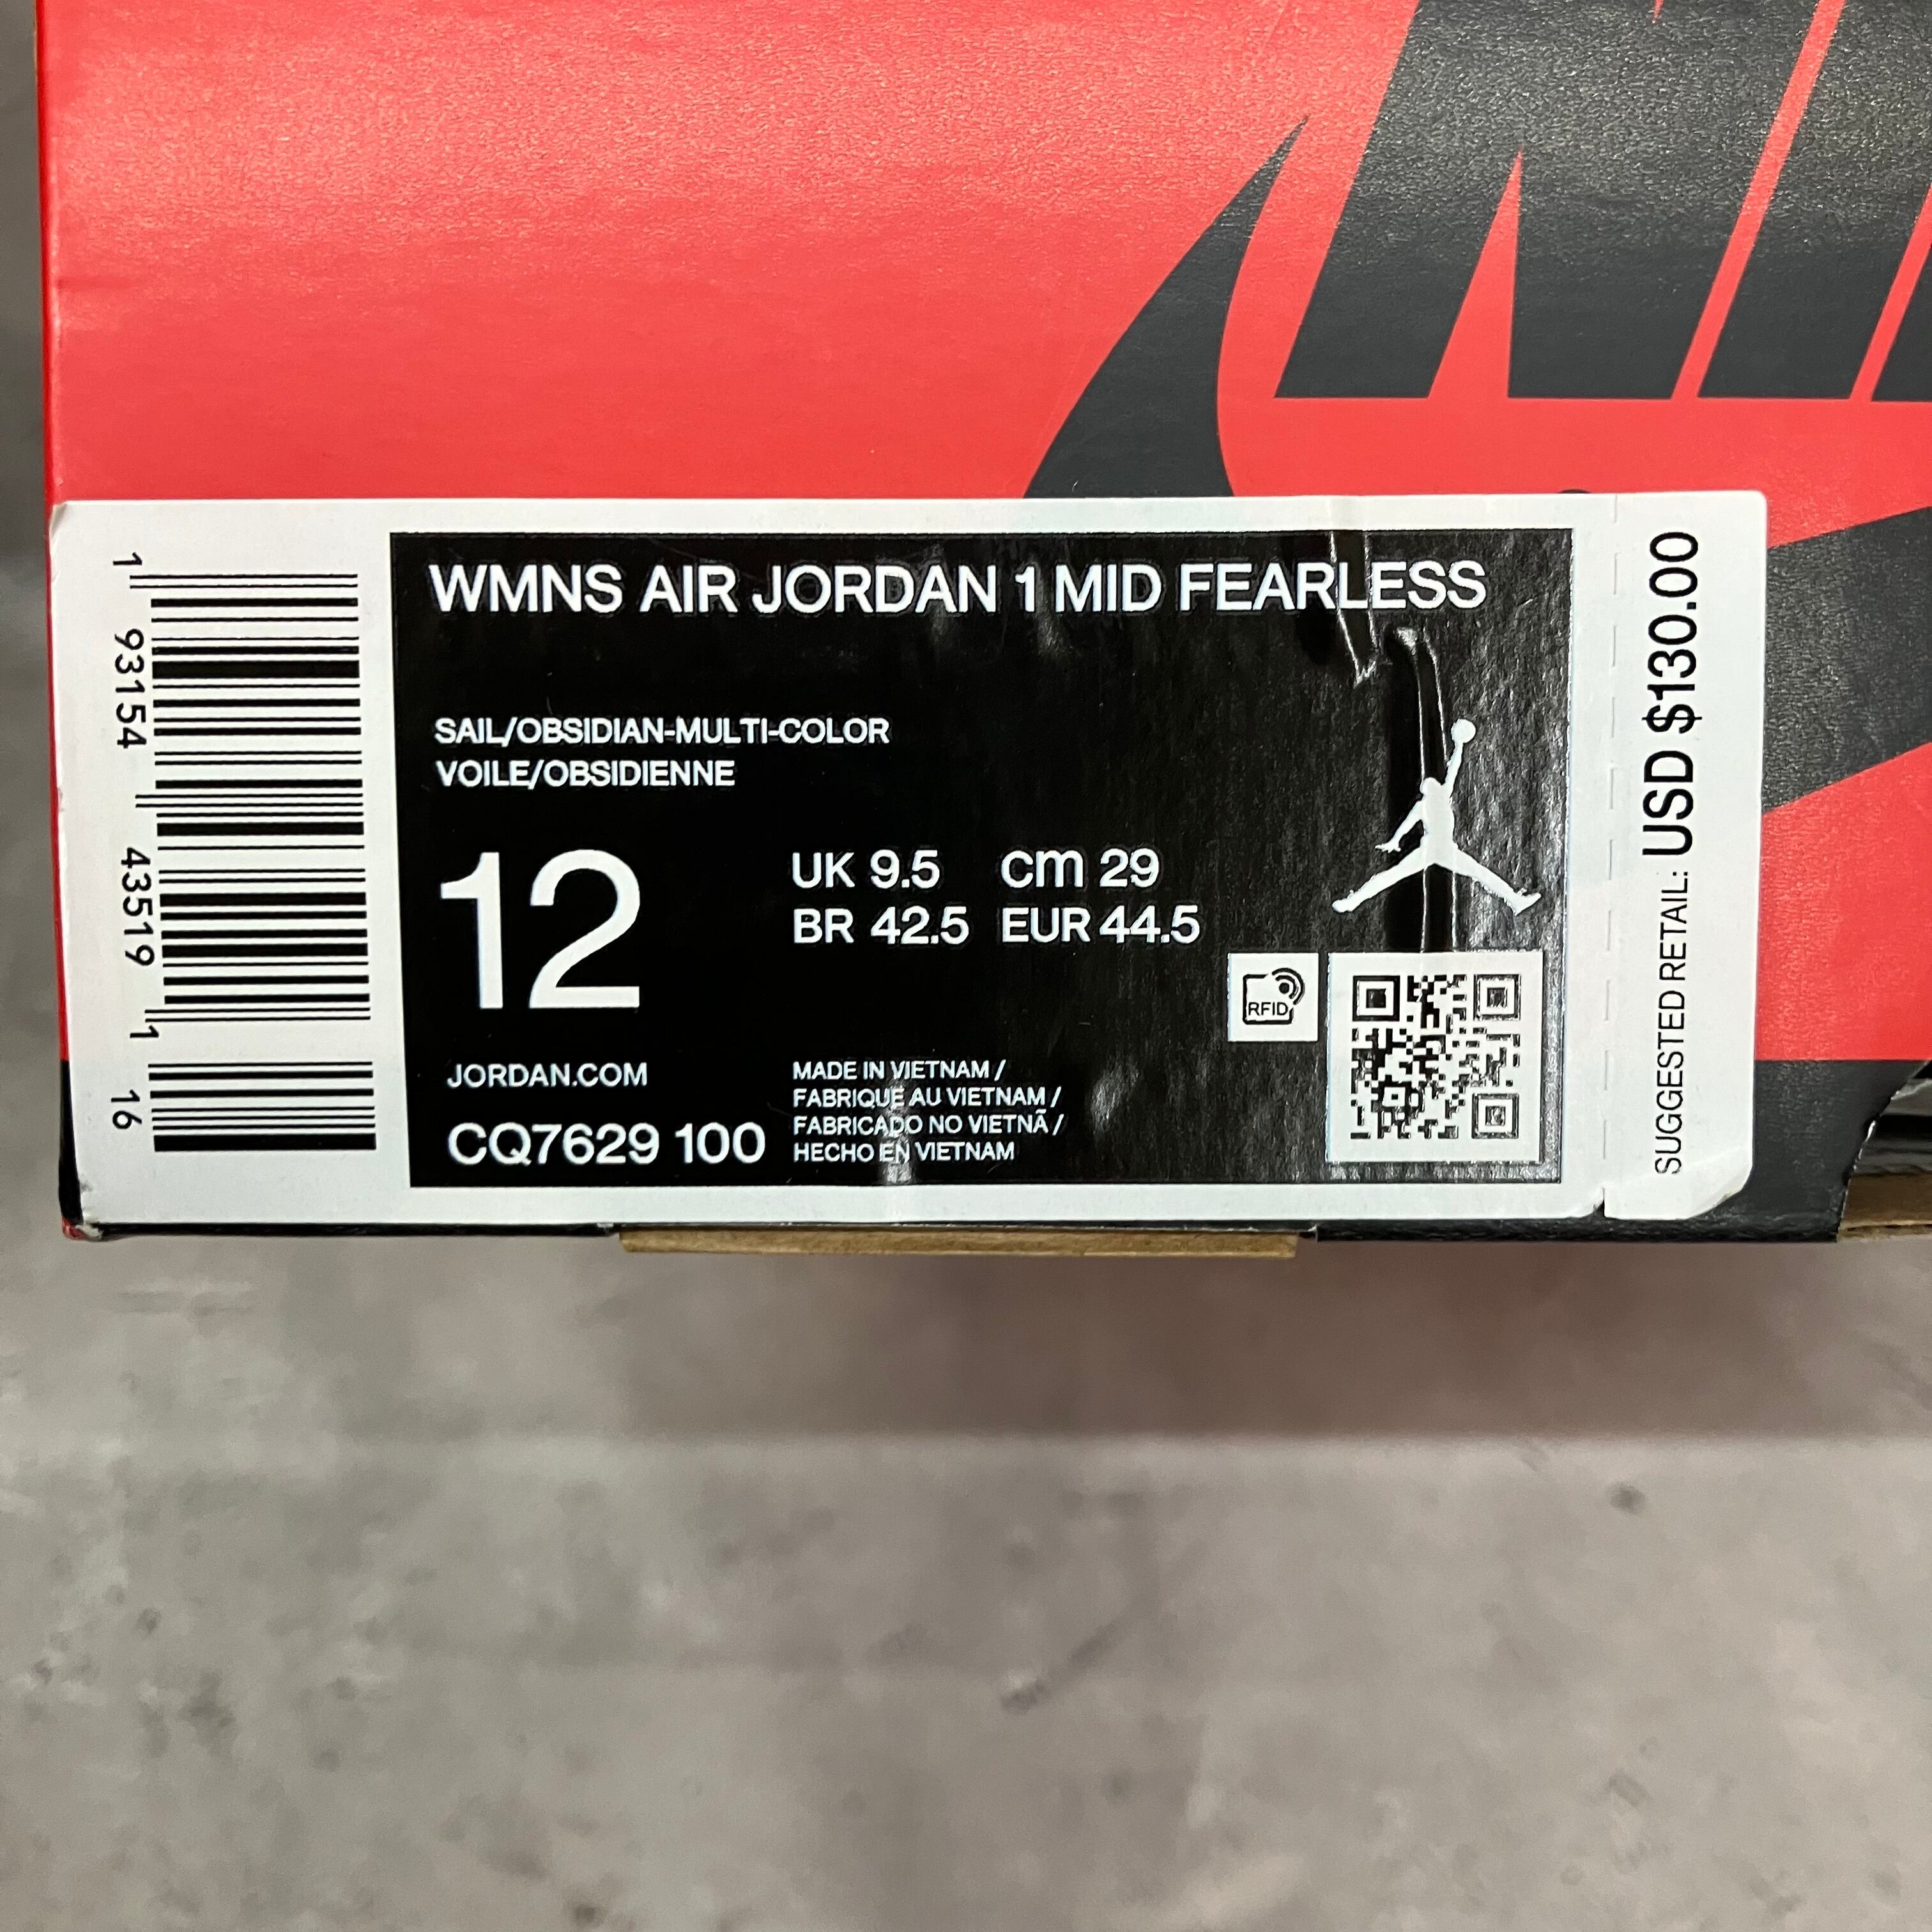 WMNS AIR JORDAN 1 MID FEARLESS
SAIL/OBSIDIAN-MULTI-COLOR
VOILE/OBSIDIENNE
12
UK 9.5 cm 29
BR 42.5 EUR 44.5
RFID
JORDAN.COM
CQ7629 100
MADE IN VIETNAM /
FABRIQUE AU VIETNAM /
FABRICADO NO VIETNÃ /
HECHO EN VIETNAM
1 93154 43519 1 16
SUGGESTED RETAIL: USD $130.00